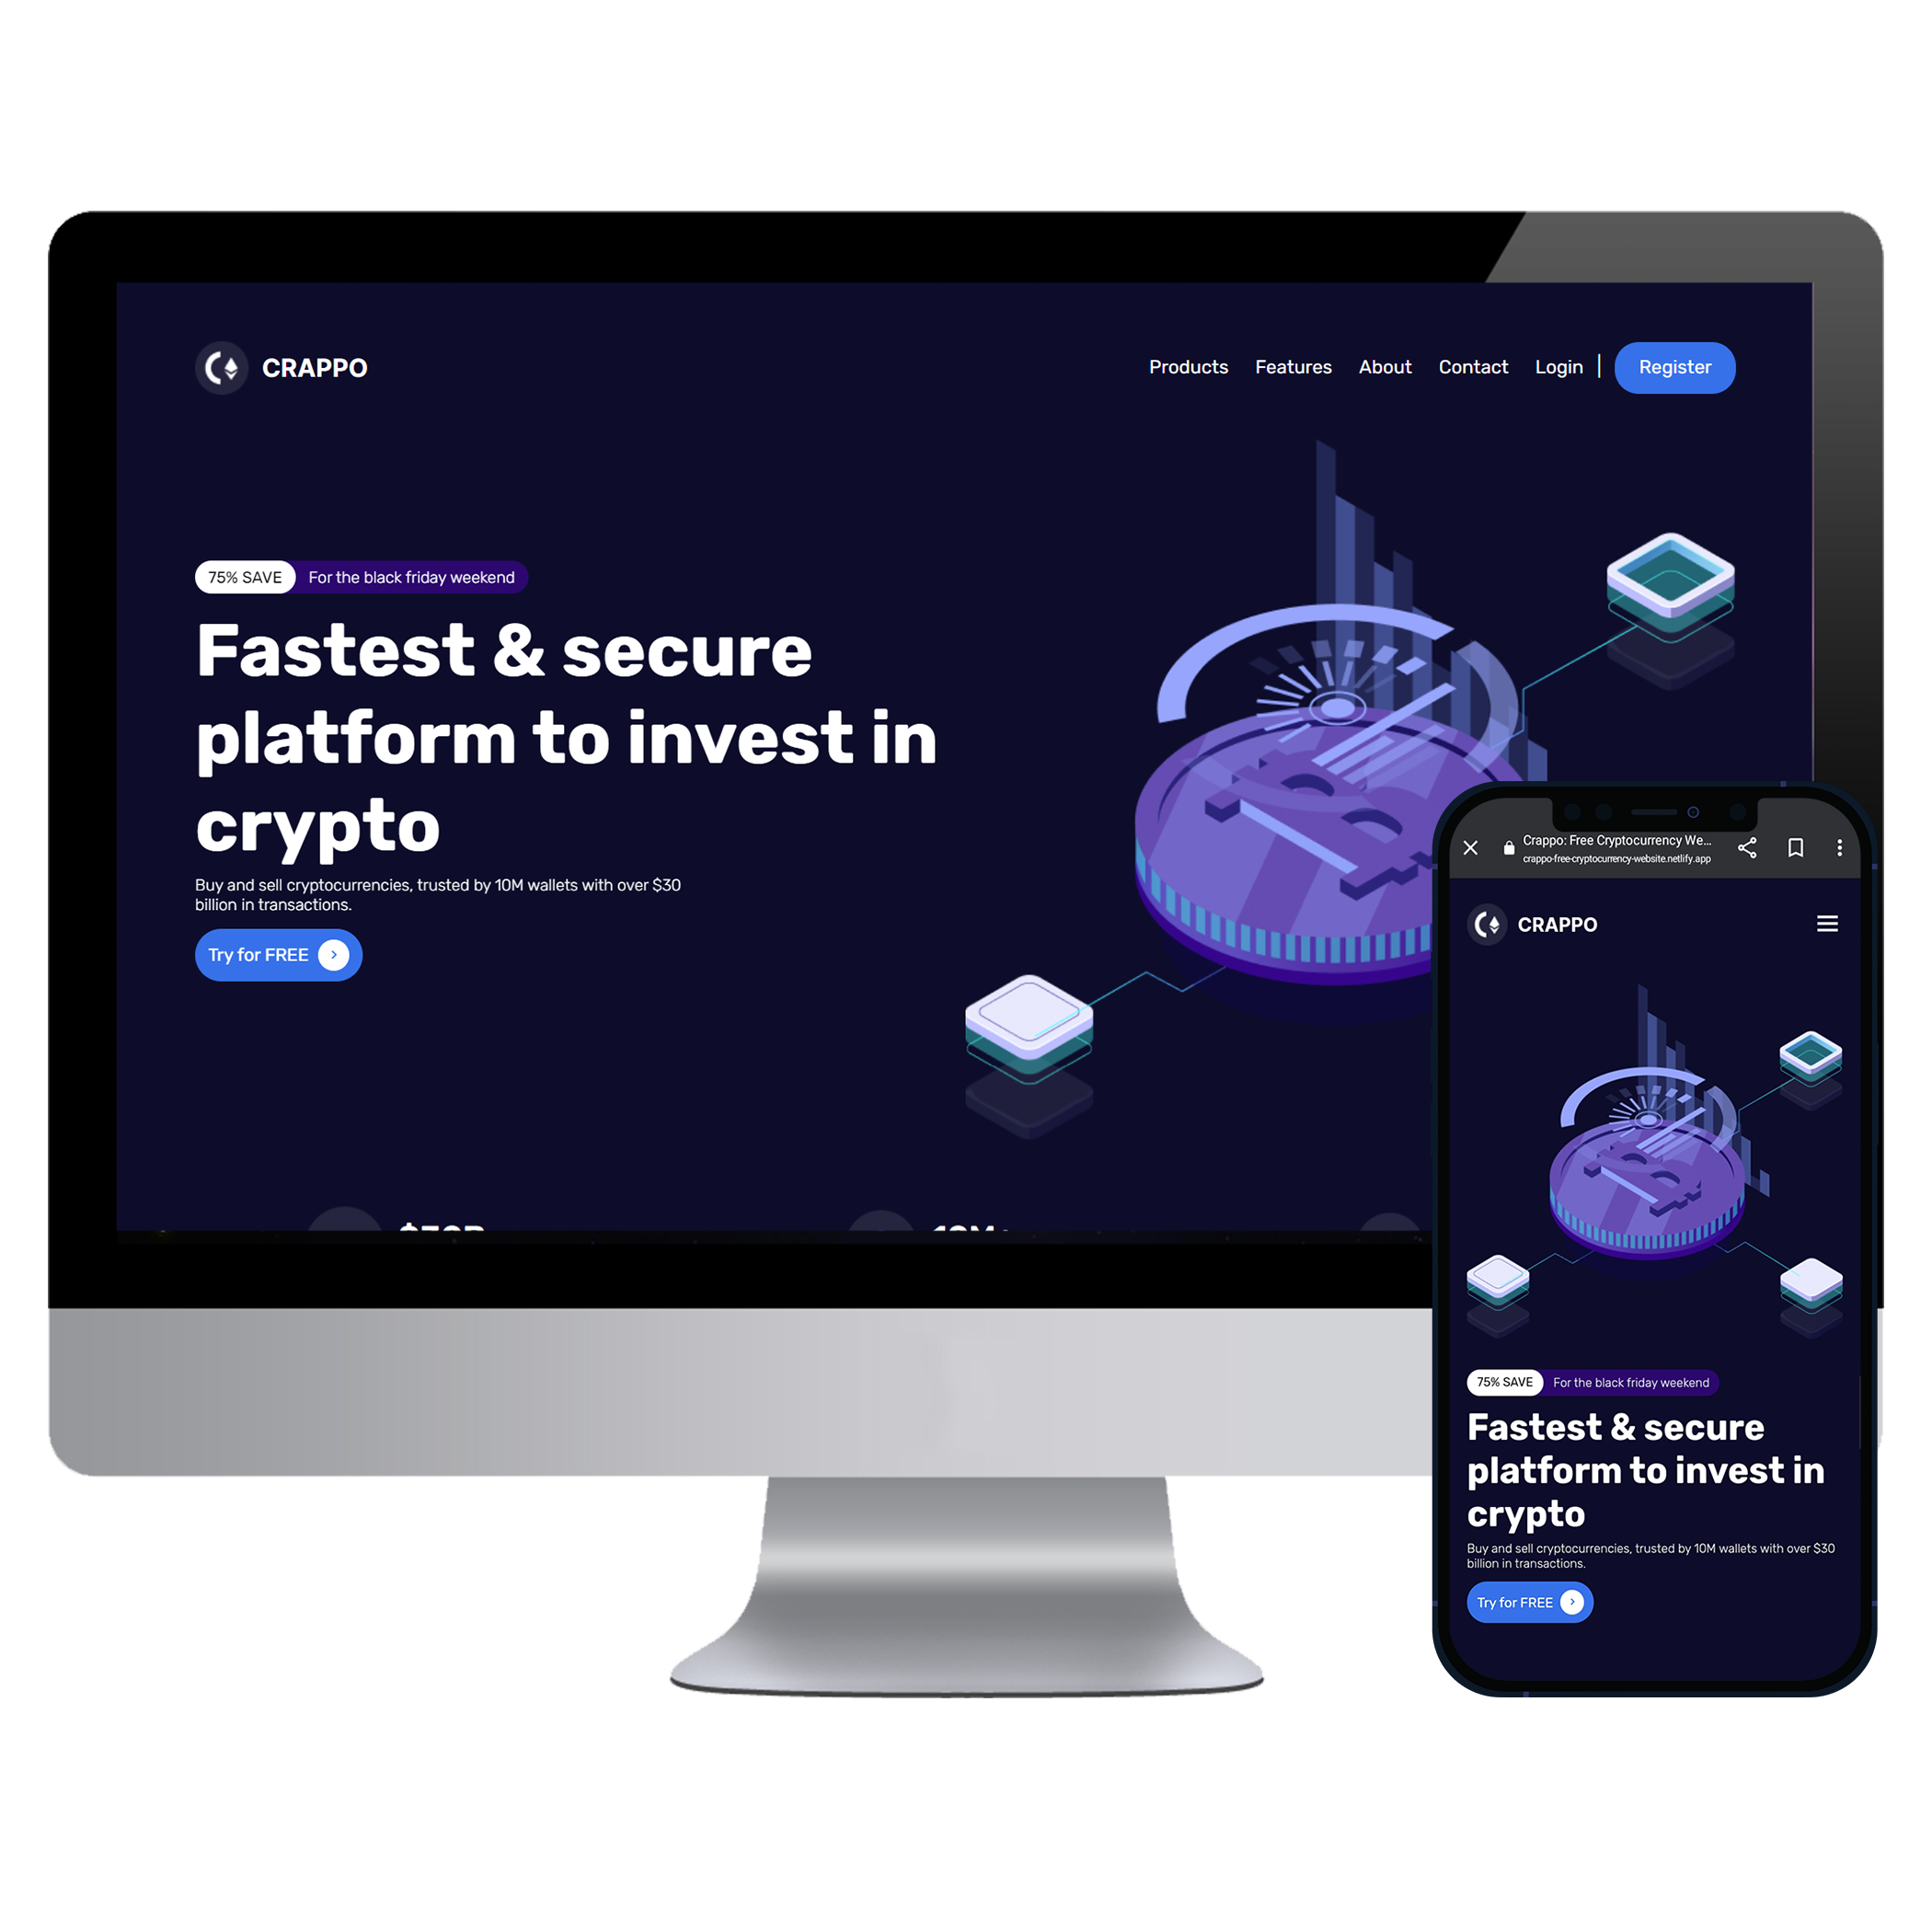 CRAPPO
Products Features About Contact Login | Register
75% SAVE For the black friday weekend
Fastest & secure
platform to invest in
crypto
Buy and sell cryptocurrencies, trusted by 10M wallets with over $30
billion in transactions.
Try for FREE
Crappo: Free Cryptocurrency We...
crappo-free-cryptocurrency-website.netlify.app
CRAPPO
75% SAVE For the black friday weekend
Fastest & secure
platform to invest in
crypto
Buy and sell cryptocurrencies, trusted by 10M wallets with over $30
billion in transactions.
Try for FREE